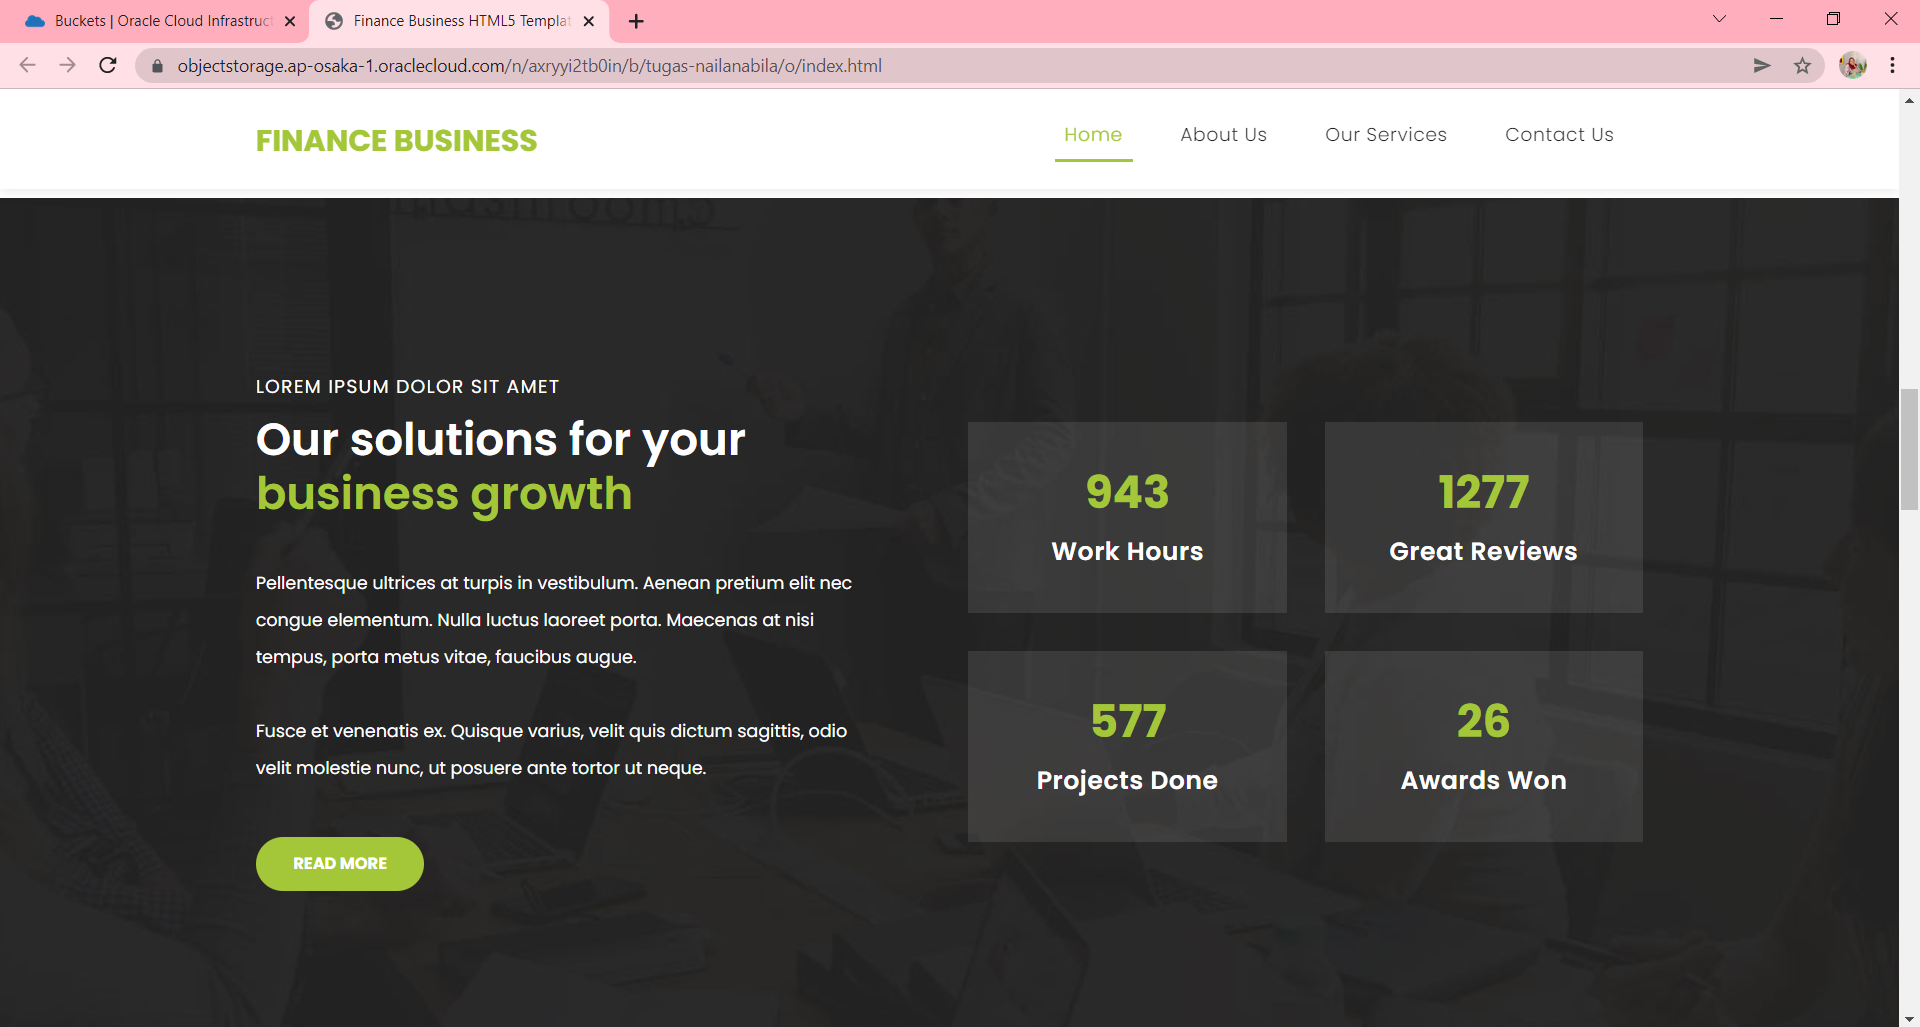 Buckets | Oracle Cloud Infrastruct
Finance Business HTML5 Templat
objectstorage.ap-osaka-1.oraclecloud.com/n/axryyi2tb0in/b/tugas-nailanabila/o/index.html
FINANCE BUSINESS
Home About Us Our Services Contact Us
LOREM IPSUM DOLOR SIT AMET
Our solutions for your
business growth
Pellentesque ultrices at turpis in vestibulum. Aenean pretium elit nec
congue elementum. Nulla luctus laoreet porta. Maecenas at nisi
tempus, porta metus vitae, faucibus augue.
Fusce et venenatis ex. Quisque varius, velit quis dictum sagittis, odio
velit molestie nunc, ut posuere ante tortor ut neque.
READ MORE
943
Work Hours
1277
Great Reviews
577
Projects Done
26
Awards Won